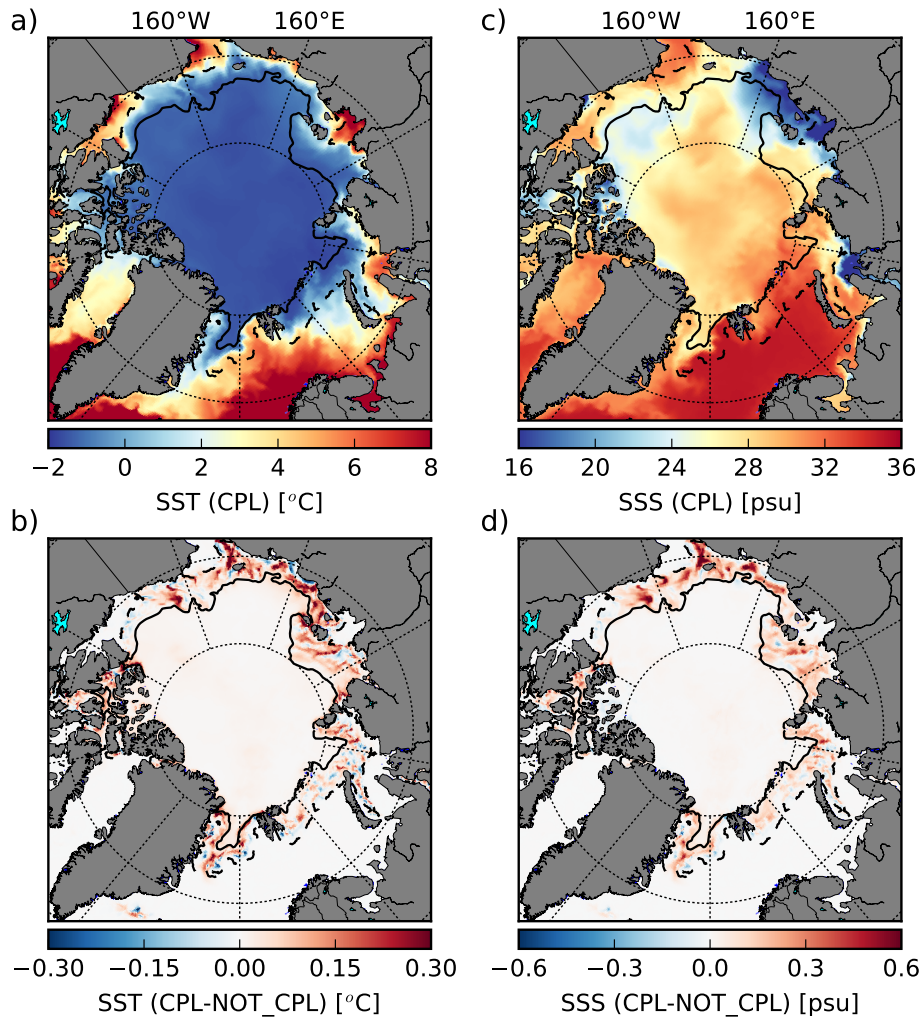 a) 160°W 160°E
−2 0 2 4 6 8
SST (CPL) [°C]
c) 160°W 160°E
16 20 24 28 32 36
SSS (CPL) [psu]
b)
−0.30 −0.15 0.00 0.15 0.30
SST (CPL-NOT_CPL) [°C]
d)
−0.6 −0.3 0.0 0.3 0.6
SSS (CPL-NOT_CPL) [psu]